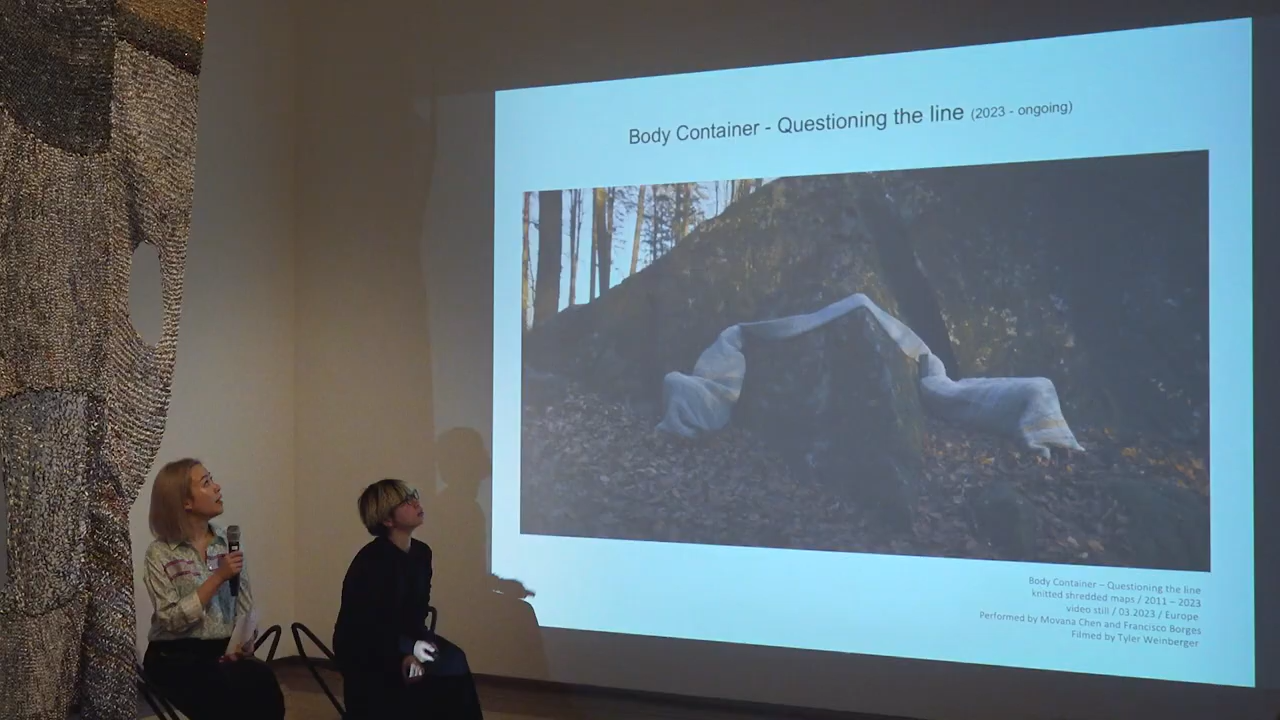 Body Container - Questioning the line (2023 - ongoing)
Body Container – Questioning the line
knitted shredded maps / 2011 – 2023
video still / 03.2023 / Europe
Performed by Movana Chen and Francisco Borges
Filmed by Tyler Weinberger